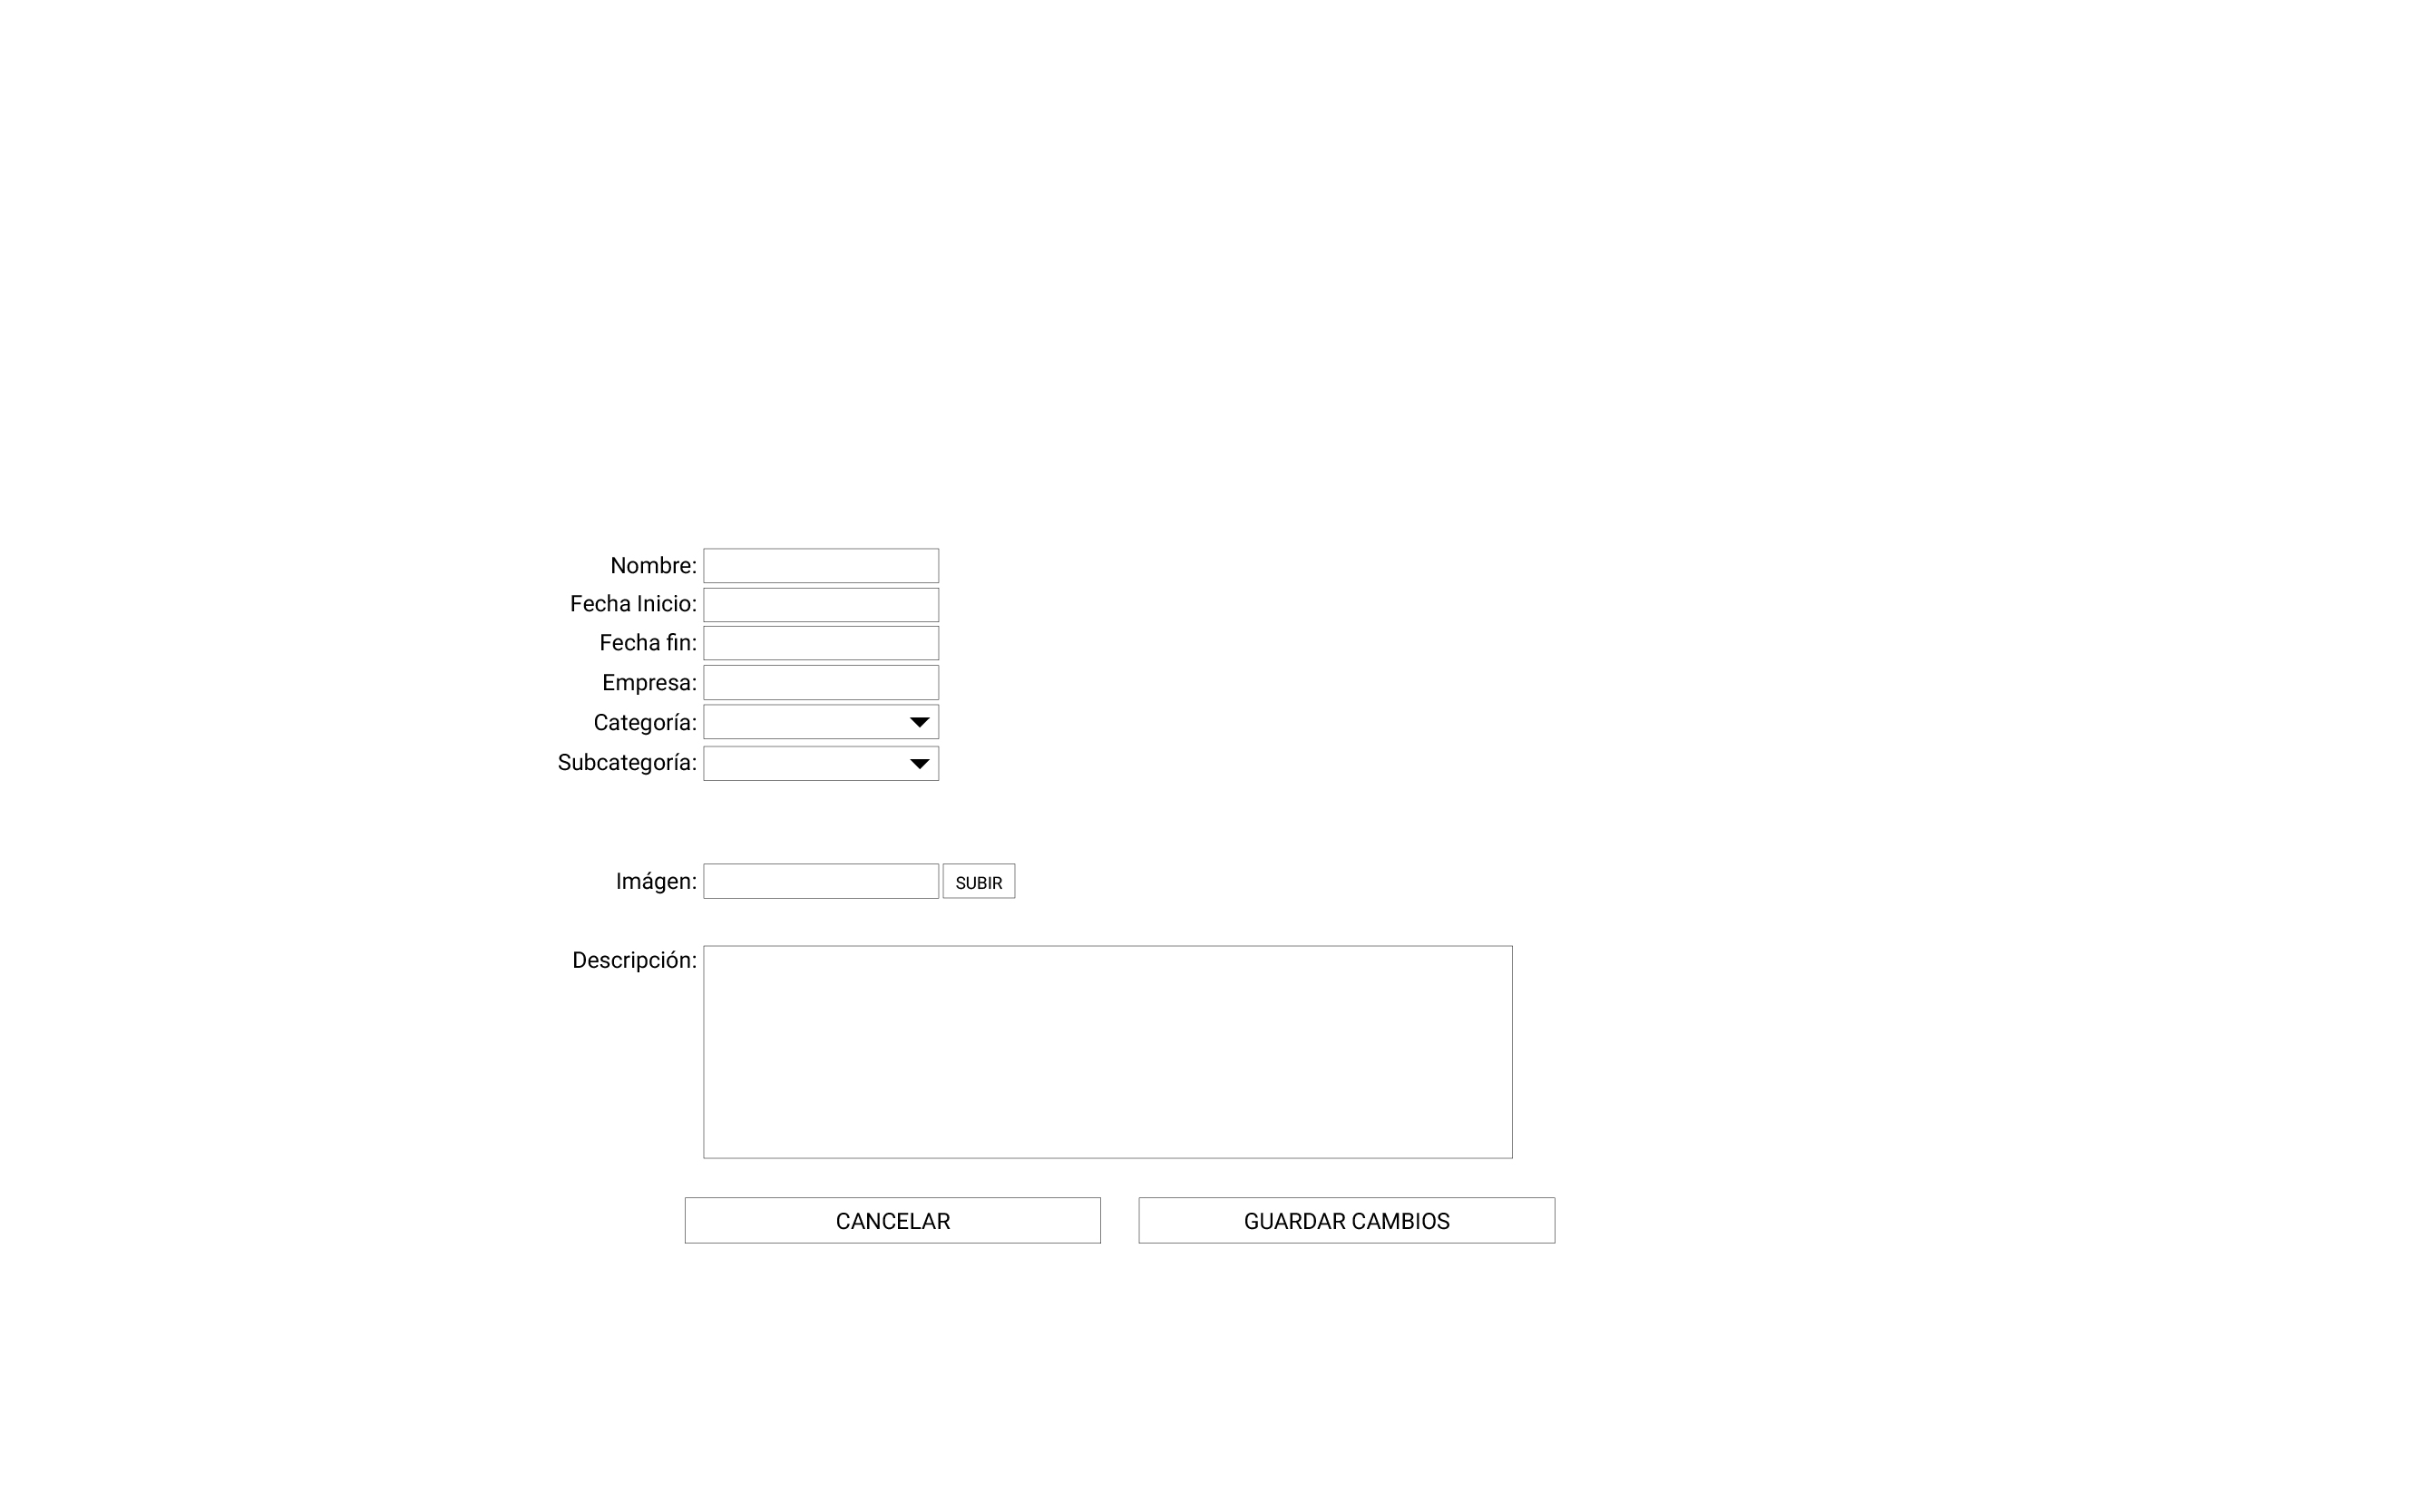 Nombre:
Fecha Inicio:
Fecha fin:
Empresa:
Categoría:
Subcategoría:
Imágen:
SUBIR
Descripción:
CANCELAR
GUARDAR CAMBIOS